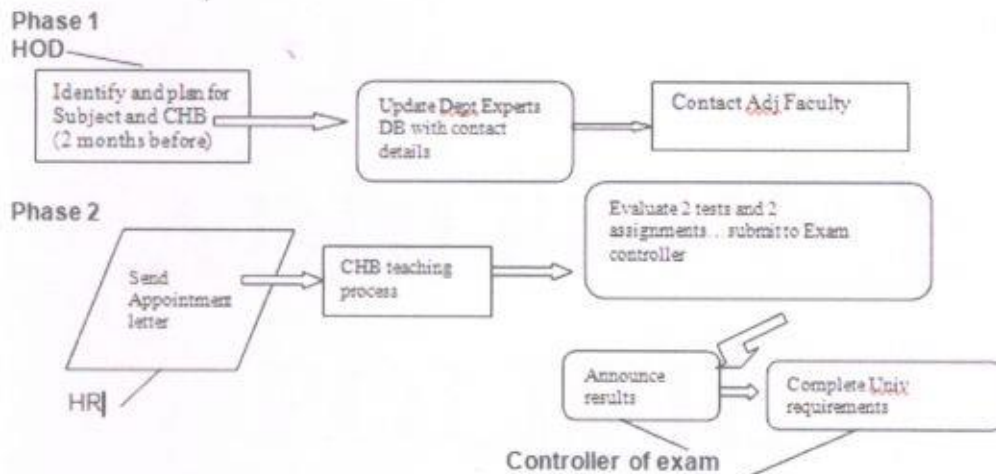 Phase 1
HOD
Identify and plan for
Subject and CHB
(2 months before)
Update Dept Experts
DB with contact
details
Contact Adj Faculty
Phase 2
Send
Appointment
letter
CHB teaching
process
Evaluate 2 tests and 2
assignments... submit to Exam
controller
HR
Announce
results
Complete Univ
requirements
Controller of exam